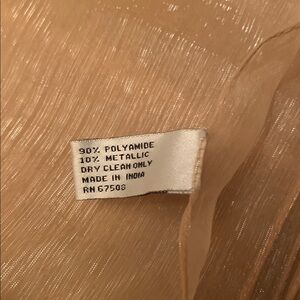 90% POLYAMIDE
10% METALLIC
DRY CLEAN ONLY
MADE IN INDIA
RN 67508